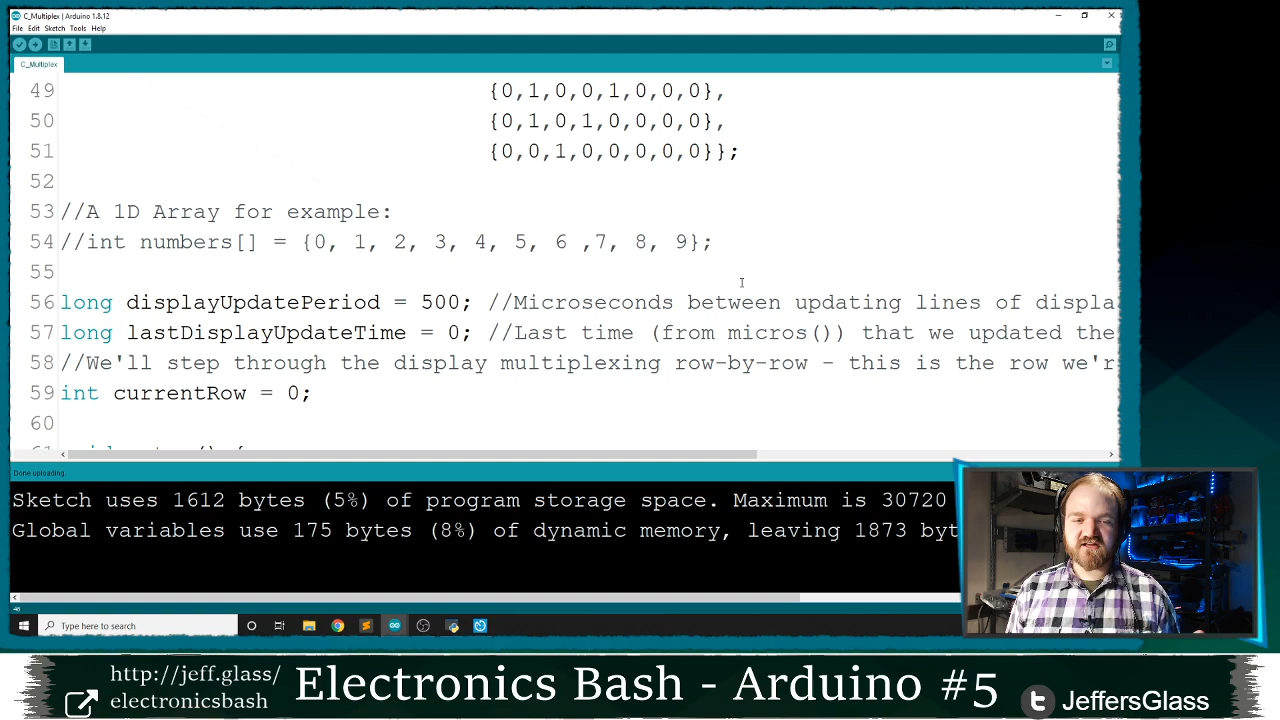 C_Multiplex | Arduino 1.8.12
File Edit Sketch Tools Help
C_Multiplex
49 {0,1,0,0,1,0,0,0},
50 {0,1,0,1,0,0,0,0},
51 {0,0,1,0,0,0,0,0}};
52
53 //A 1D Array for example:
54 //int numbers[] = {0, 1, 2, 3, 4, 5, 6 ,7, 8, 9};
55
56 long displayUpdatePeriod = 500; //Microseconds between updating lines of displa
57 long lastDisplayUpdateTime = 0; //Last time (from micros()) that we updated the
58 //We'll step through the display multiplexing row-by-row - this is the row we'r
59 int currentRow = 0;
60
Done uploading.
Sketch uses 1612 bytes (5%) of program storage space. Maximum is 30720
Global variables use 175 bytes (8%) of dynamic memory, leaving 1873 byt
Type here to search
http://jeff.glass/
electronicsbash
Electronics Bash - Arduino #5
JeffersGlass